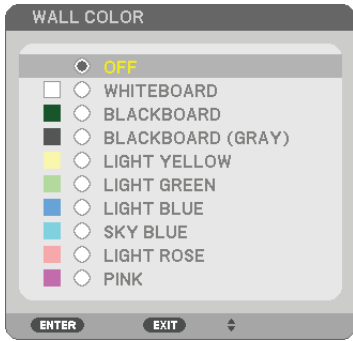 WALL COLOR
OFF
WHITEBOARD
BLACKBOARD
BLACKBOARD (GRAY)
LIGHT YELLOW
LIGHT GREEN
LIGHT BLUE
SKY BLUE
LIGHT ROSE
PINK
ENTER EXIT